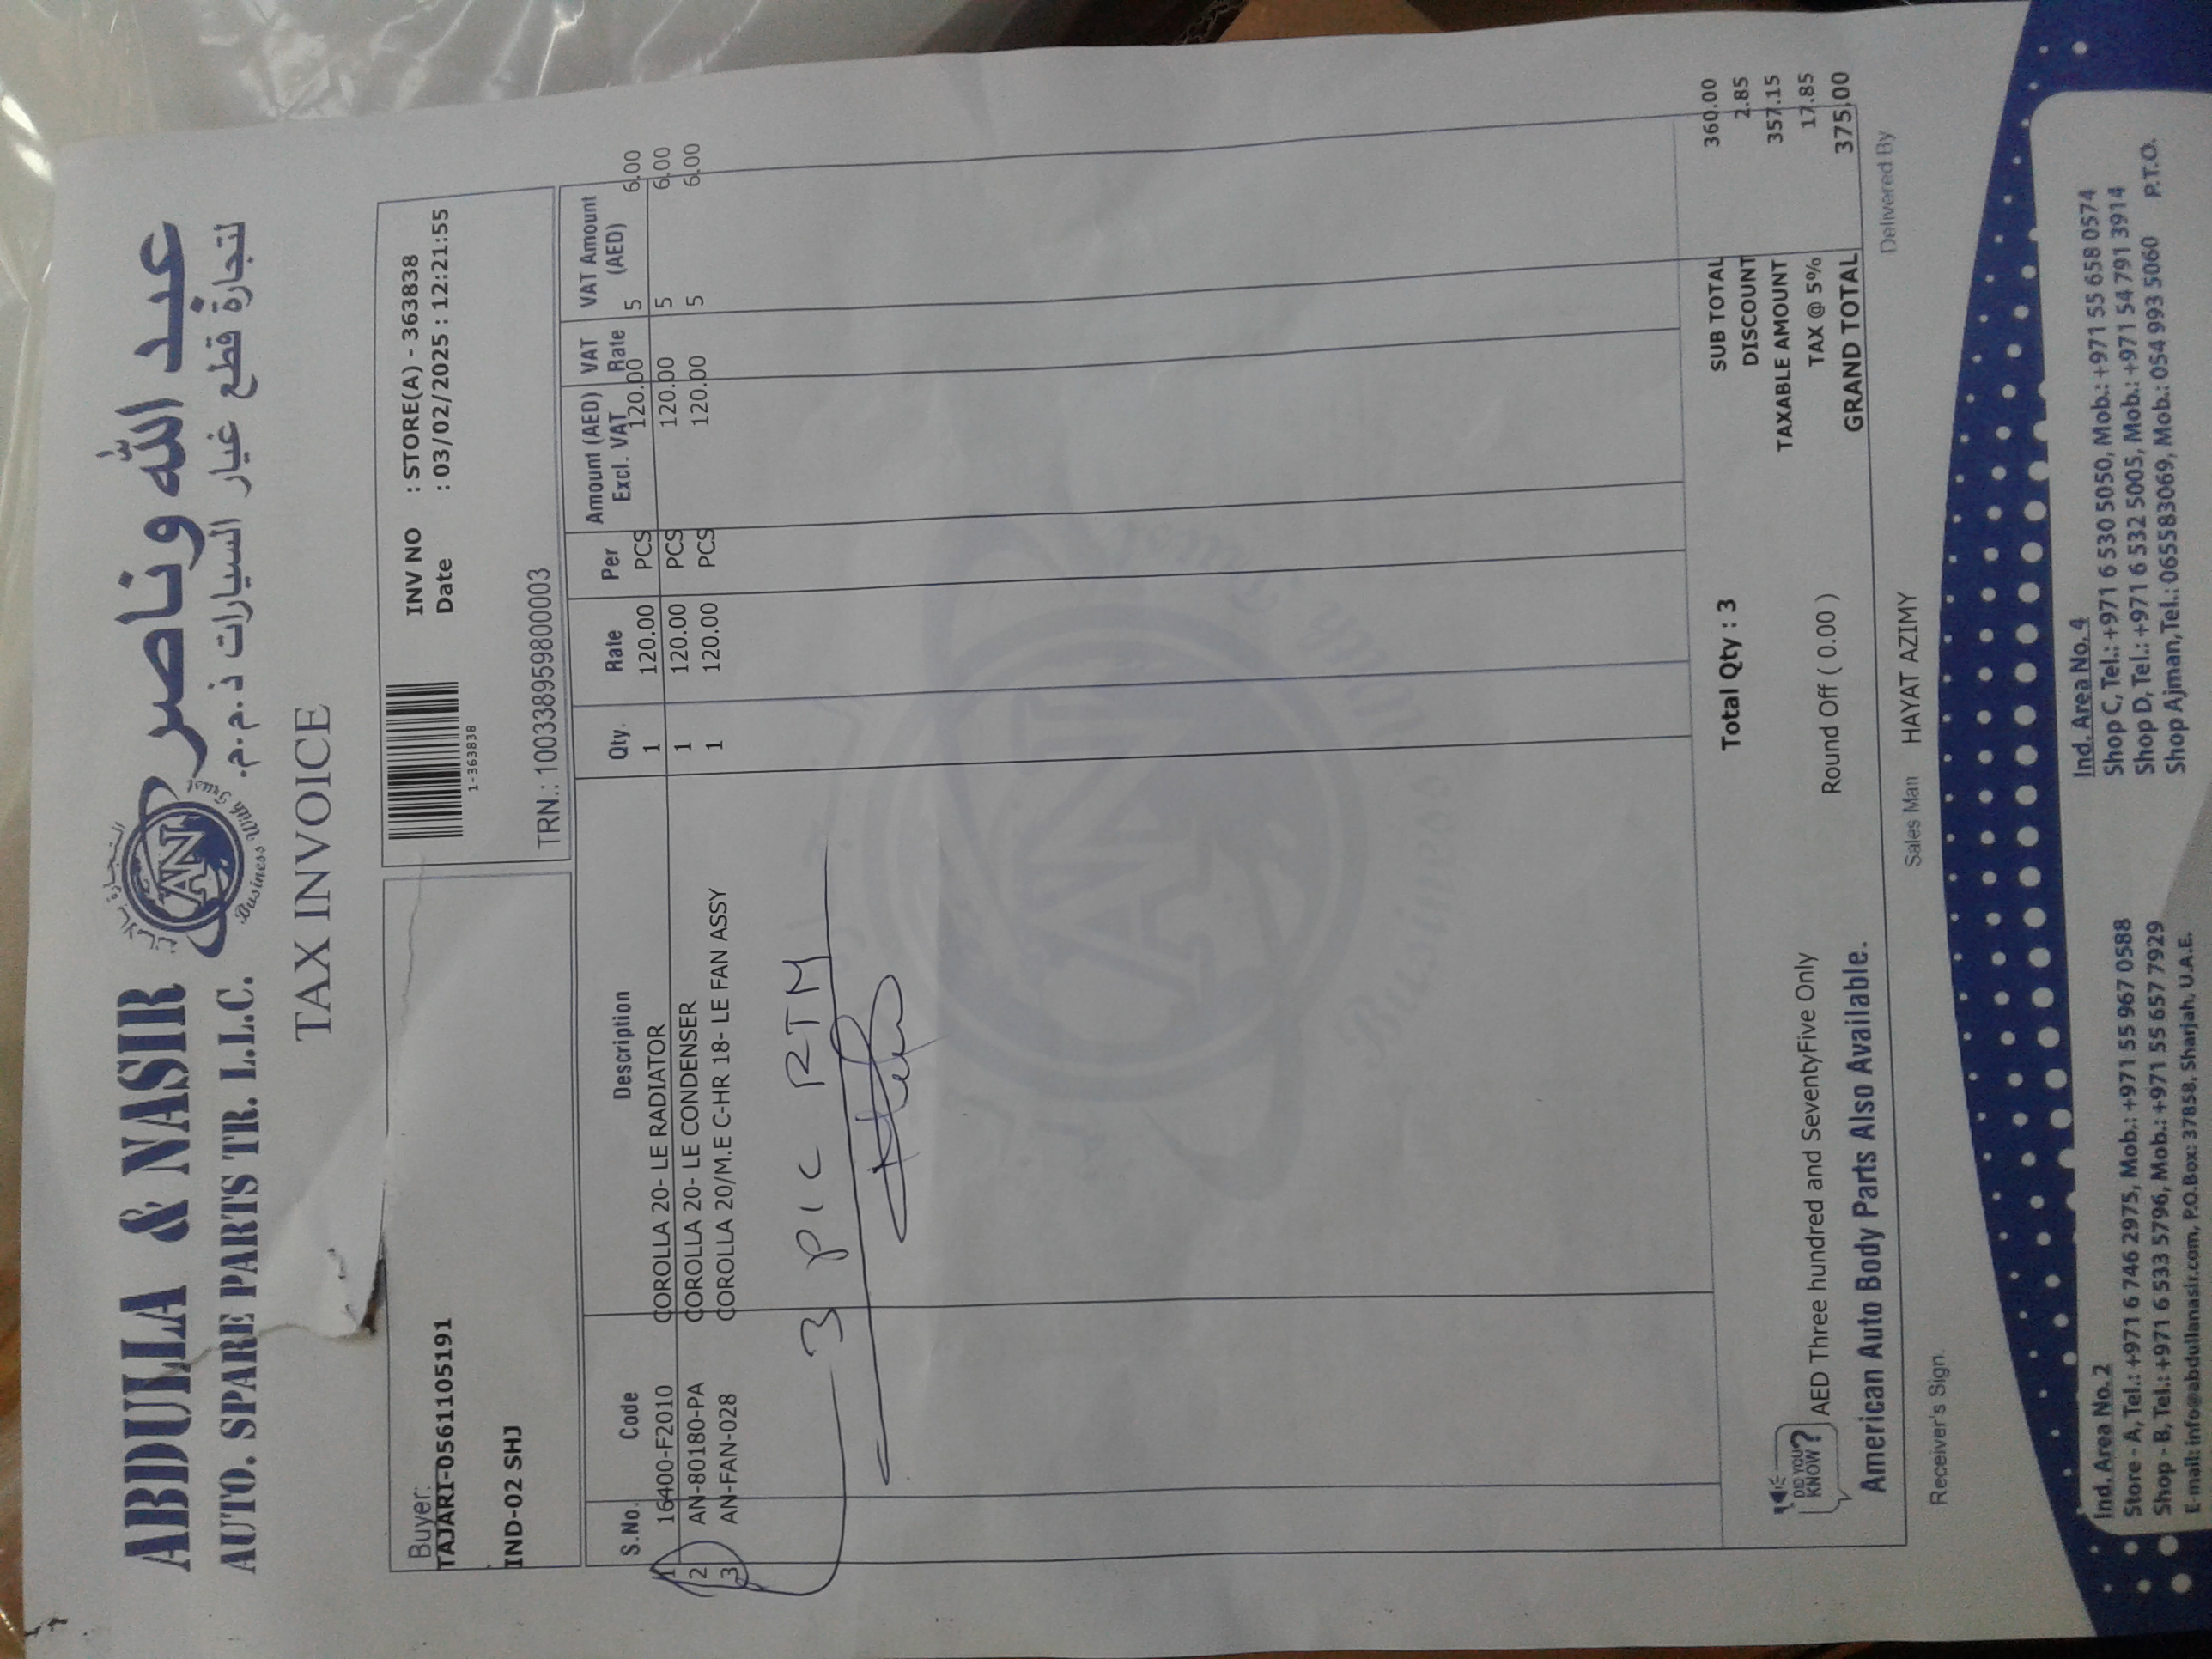 ABDULLA & NASIR
AUTO. SPARE PARTS TR. L.L.C.
عبد الله وناصر
لتجارة قطع غيار السيارات ذ.م.م.
AN
Business With Trust
TAX INVOICE
Buyer:
TAJARI-0561105191
IND-02 SHJ
1-363838
INV NO : STORE(A) - 363838
Date : 03/02/2025 : 12:21:55
TRN.: 100338959800003
S.No. Code Description Qty. Rate Per Amount (AED) Excl. VAT VAT Rate VAT Amount (AED)
1 16400-F2010 COROLLA 20- LE RADIATOR 1 120.00 PCS 120.00 5 6.00
2 AN-80180-PA COROLLA 20- LE CONDENSER 1 120.00 PCS 120.00 5 6.00
3 AN-FAN-028 COROLLA 20/M.E C-HR 18- LE FAN ASSY 1 120.00 PCS 120.00 5 6.00
3 PIC RTM
Total Qty : 3
SUB TOTAL 360.00
DISCOUNT 2.85
TAXABLE AMOUNT 357.15
TAX @ 5% 17.85
Round Off ( 0.00 )
GRAND TOTAL 375.00
DID YOU KNOW?
AED Three hundred and SeventyFive Only
American Auto Body Parts Also Available.
Receiver's Sign.
Sales Man HAYAT AZIMY
Delivered By
Ind. Area No. 2
Store - A, Tel.: +971 6 746 2975, Mob.: +971 55 967 0588
Shop - B, Tel.: +971 6 533 5796, Mob.: +971 55 657 7929
E-mail: info@abdullanasir.com, P.O.Box: 37858, Sharjah, U.A.E.
Ind. Area No. 4
Shop C, Tel.: +971 6 530 5050, Mob.: +971 55 658 0574
Shop D, Tel.: +971 6 532 5005, Mob.: +971 54 791 3914
Shop Ajman, Tel.: 065583069, Mob.: 054 993 5060
P.T.O.